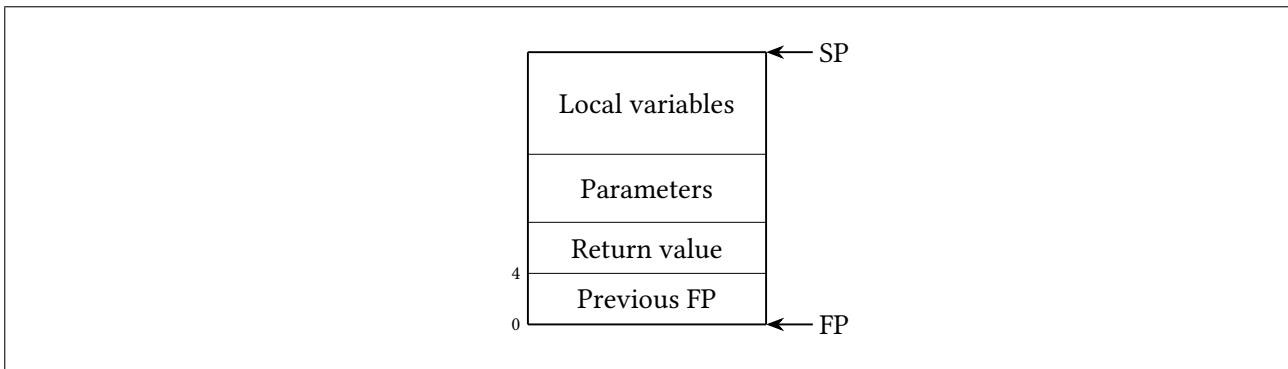 SP
Local variables
Parameters
Return value
4
Previous FP
0
FP